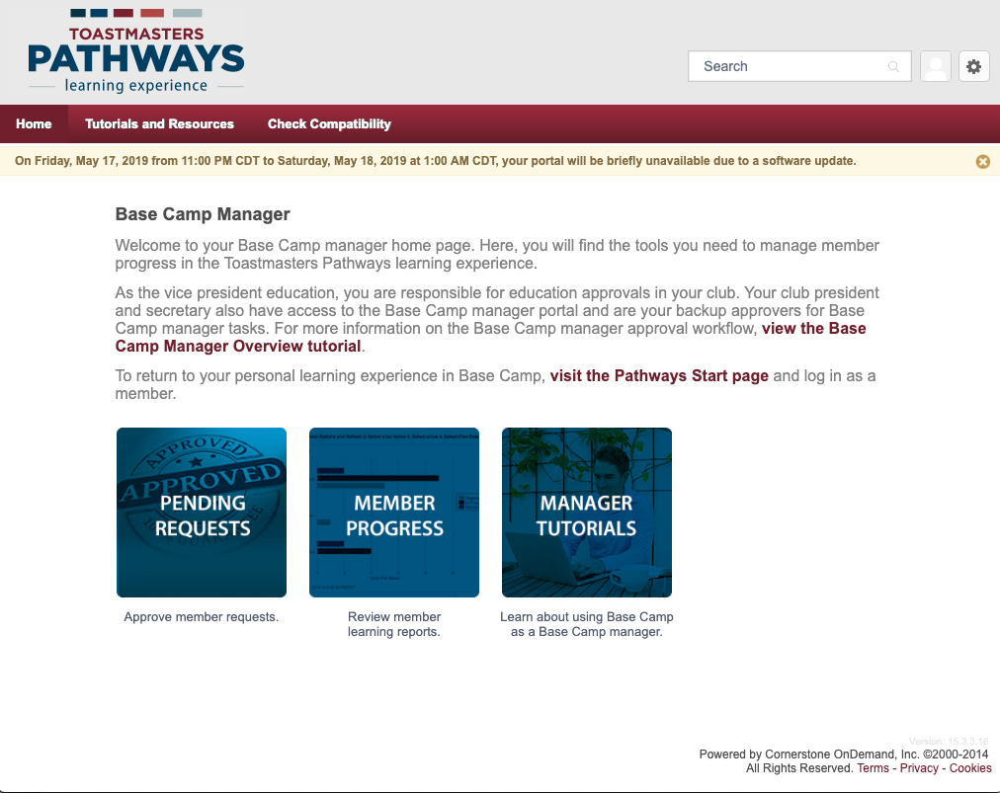 TOASTMASTERS
PATHWAYS
learning experience
Search
Home Tutorials and Resources Check Compatibility
On Friday, May 17, 2019 from 11:00 PM CDT to Saturday, May 18, 2019 at 1:00 AM CDT, your portal will be briefly unavailable due to a software update.
Base Camp Manager
Welcome to your Base Camp manager home page. Here, you will find the tools you need to manage member
progress in the Toastmasters Pathways learning experience.
As the vice president education, you are responsible for education approvals in your club. Your club president
and secretary also have access to the Base Camp manager portal and are your backup approvers for Base
Camp manager tasks. For more information on the Base Camp manager approval workflow, view the Base
Camp Manager Overview tutorial.
To return to your personal learning experience in Base Camp, visit the Pathways Start page and log in as a
member.
APPROVED
APPROVED
PENDING
REQUESTS
MEMBER
PROGRESS
MANAGER
TUTORIALS
Approve member requests.
Review member
learning reports.
Learn about using Base Camp
as a Base Camp manager.
Version: 15.3.3.16
Powered by Cornerstone OnDemand, Inc. ©2000-2014
All Rights Reserved. Terms - Privacy - Cookies